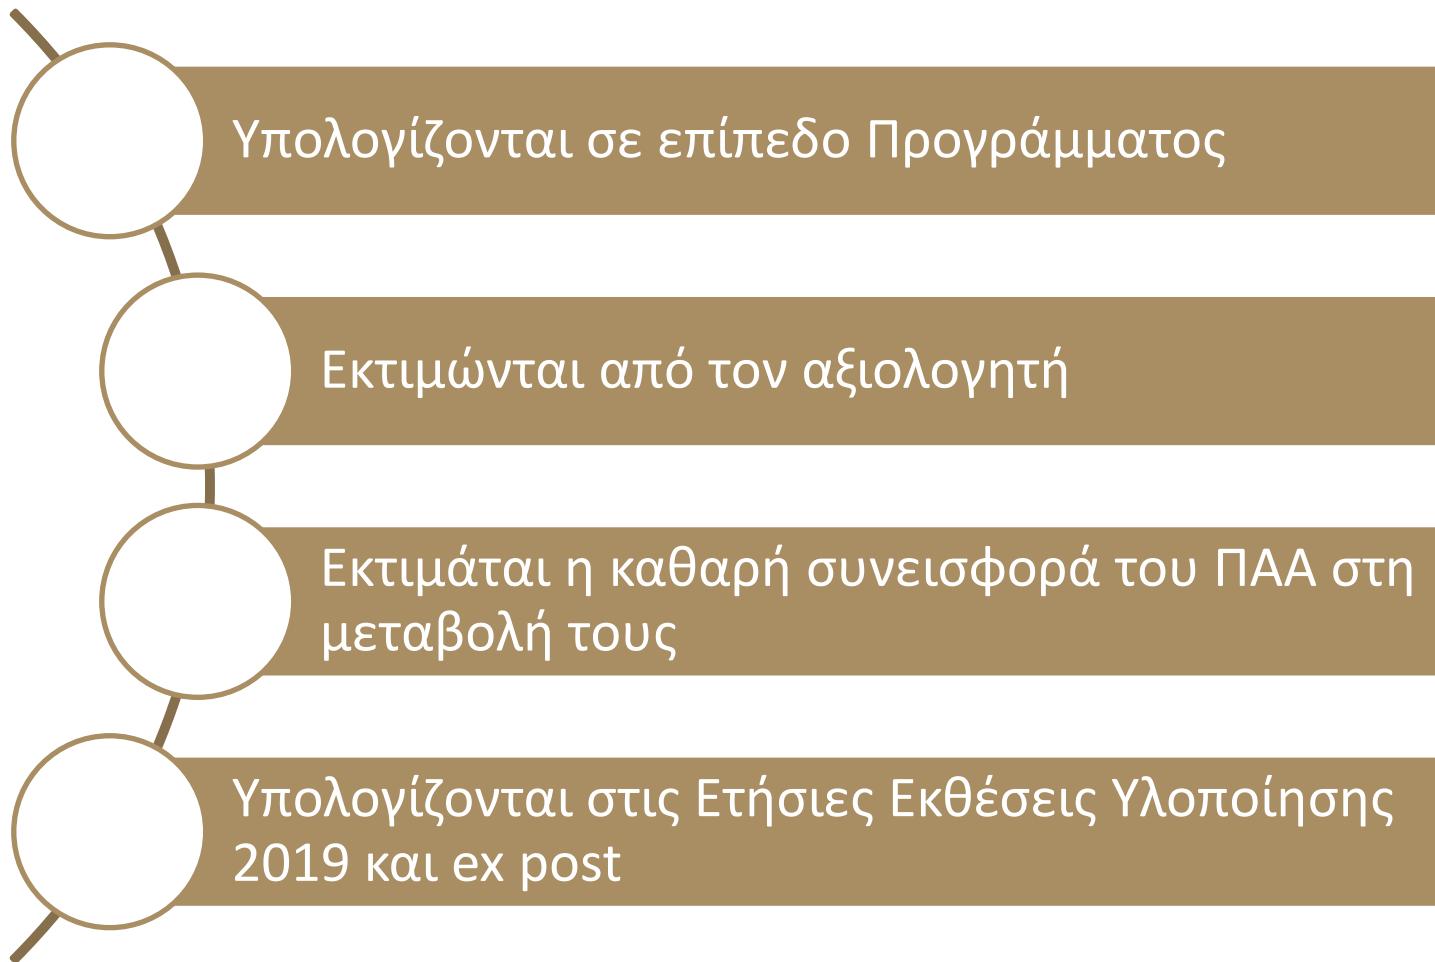 Υπολογίζονται σε επίπεδο Προγράμματος
Εκτιμώνται από τον αξιολογητή
Εκτιμάται η καθαρή συνεισφορά του ΠΑΑ στη
μεταβολή τους
Υπολογίζονται στις Ετήσιες Εκθέσεις Υλοποίησης
2019 και ex post